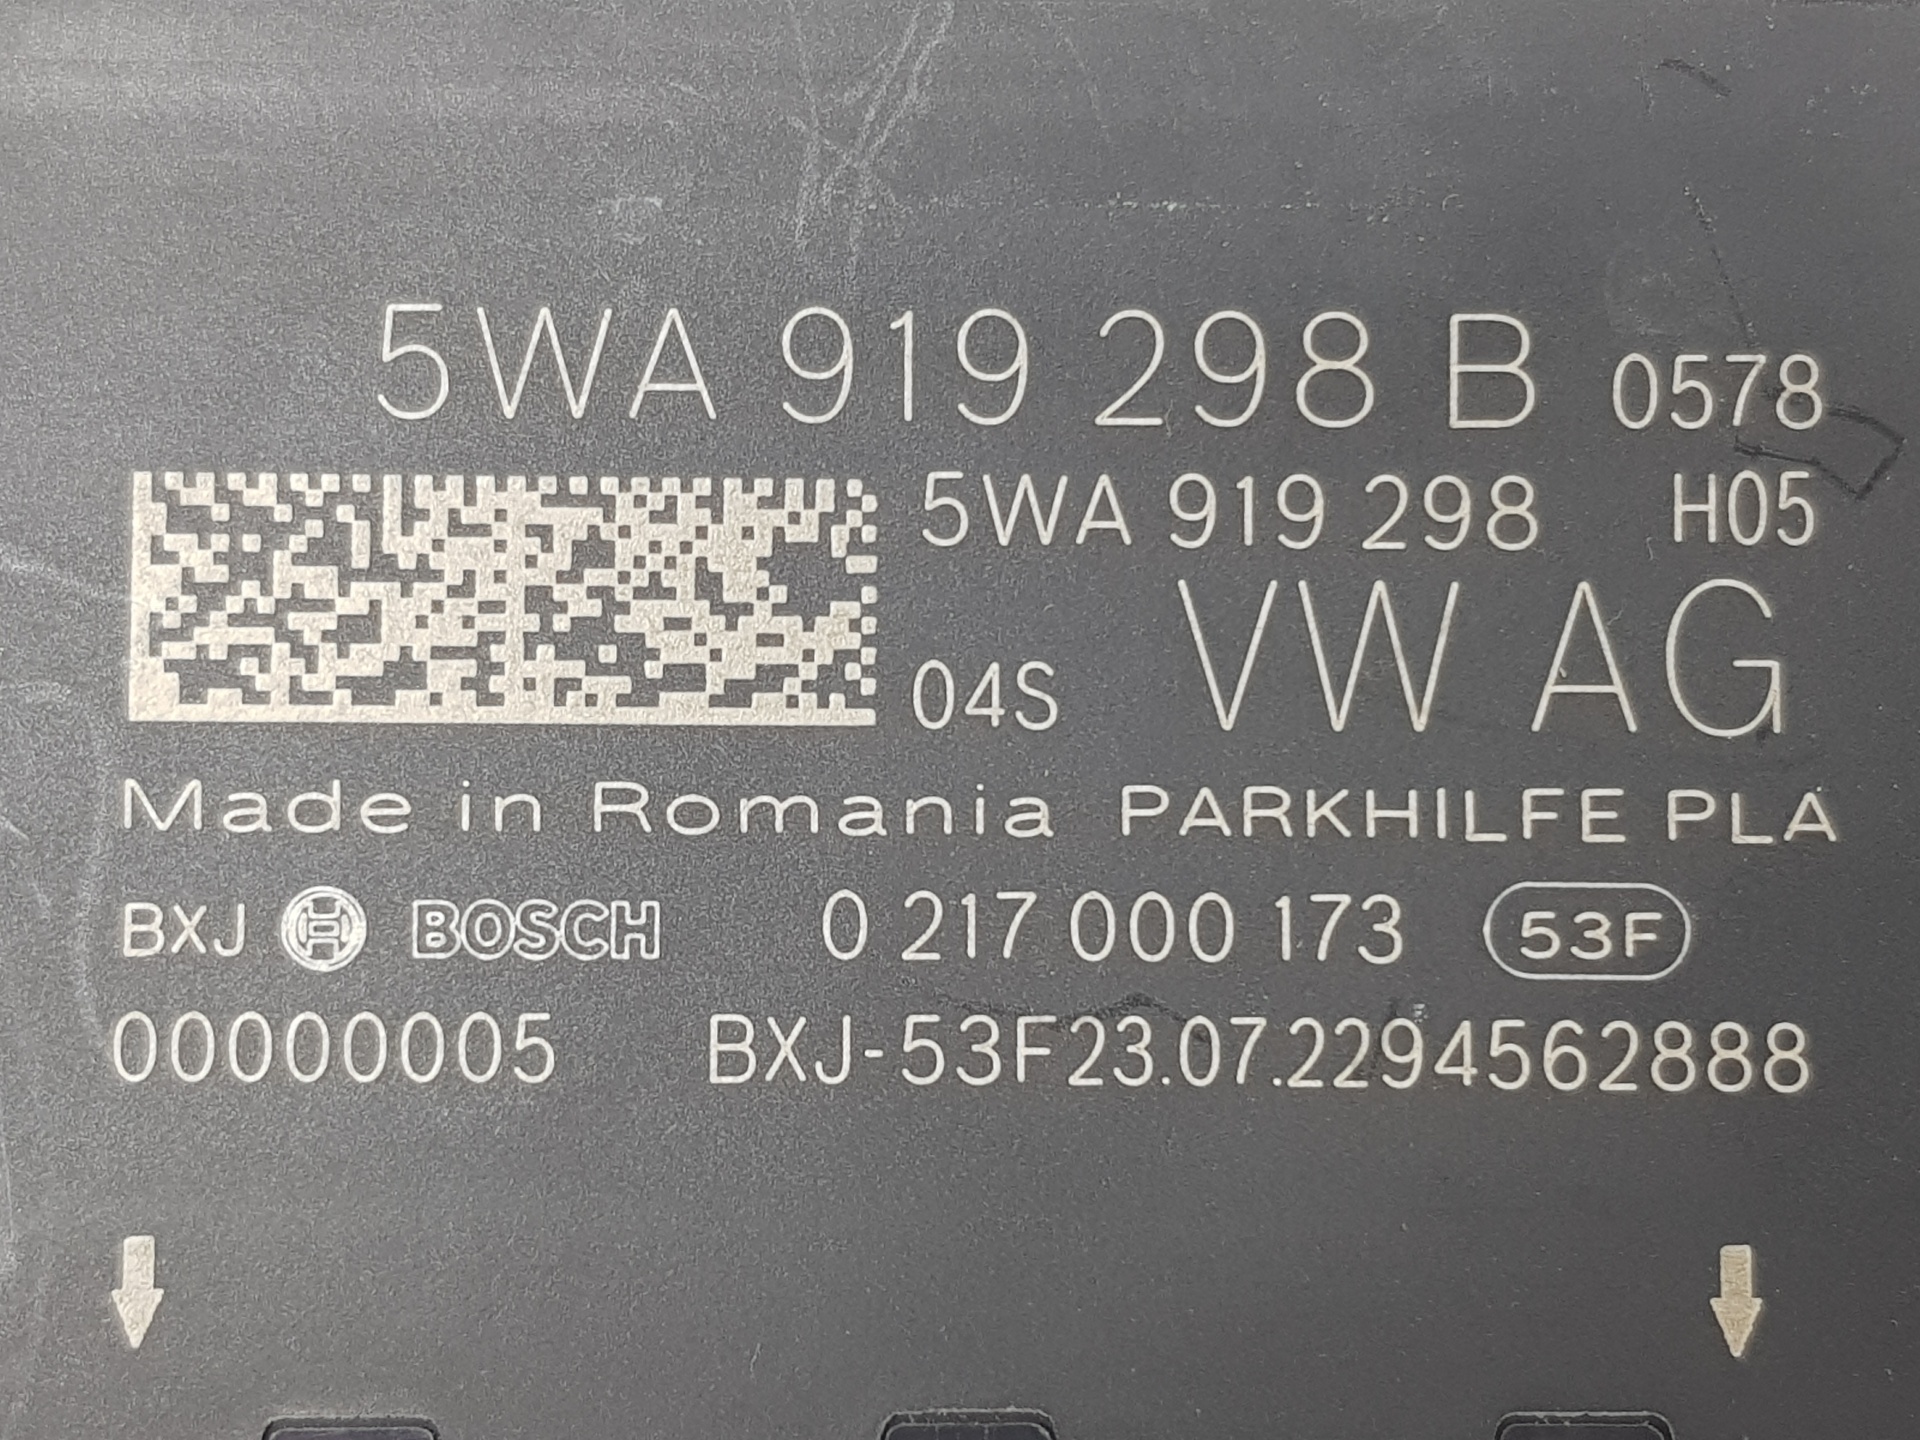 5WA 919 298 B 0578
5WA 919 298 H05
04S VW AG
Made in Romania PARKHILFE PLA
BXJ BOSCH 0 217 000 173 53F
00000005 BXJ-53F23.07.2294562888